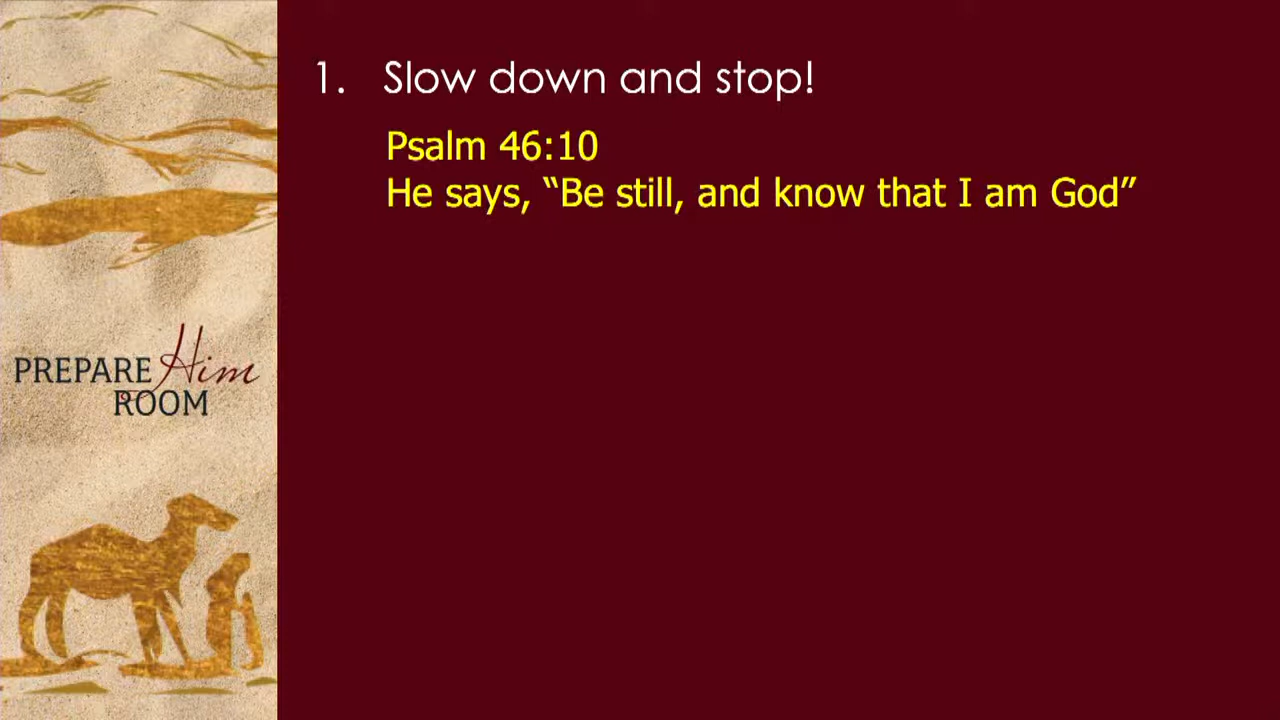 1. Slow down and stop!
Psalm 46:10
He says, “Be still, and know that I am God”
PREPARE Him
ROOM